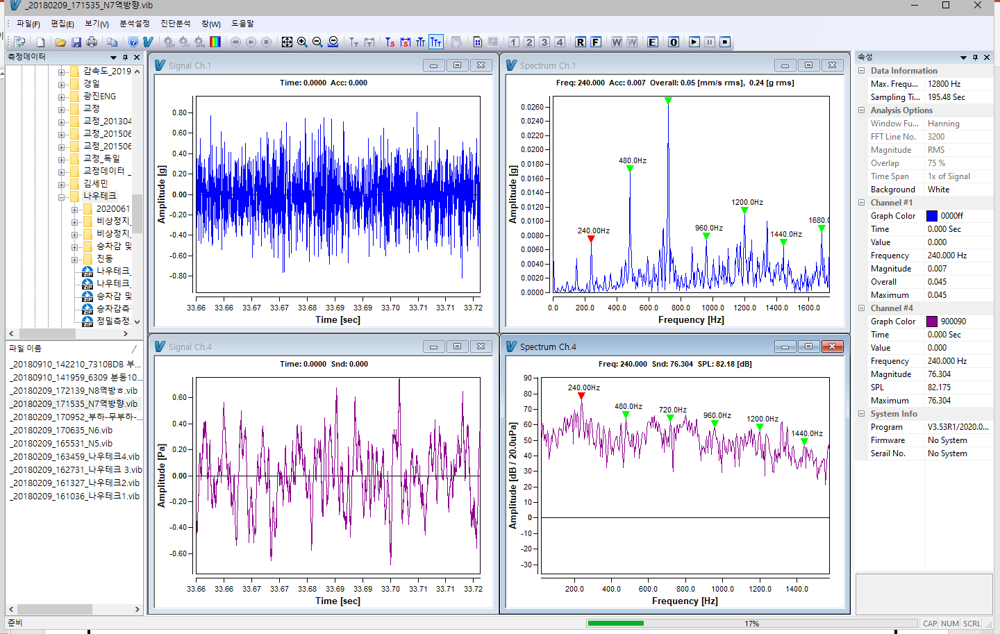 _20180209_171535_N7역방향.vib
파일(F) 편집(E) 보기(V) 분석설정 진단분석 창(W) 도움말
SEN UNI ANA 1 2 3 4 R F W W E O
측정데이터
감속도_2019
경일
광진ENG
교정
교정_201304
교정_201506
교정_201506
교정_독일
교정데이터 _
김세민
나우테크
2020061
비상정지_
비상정지_
승차감 및
진동
ZIP 나우테크_
ZIP 나우테크_
ZIP 승차감 및
ZIP 승차감측
ZIP 정밀측정
파일 이름
_20180910_142210_7310BDB 부...
_20180910_141959_6309 분동10...
_20180209_172139_N8역방ㅎ.vib
_20180209_171535_N7역방향.vib
_20180209_170952_부하-무부하-...
_20180209_170635_N6.vib
_20180209_165531_N5.vib
_20180209_163459_나우테크4.vib
_20180209_162731_나우테크 3.vib
_20180209_161327_나우테크2.vib
_20180209_161036_나우테크1.vib
Signal Ch.1
Time: 0.0000 Acc: 0.000
Amplitude [g]
0.80
0.60
0.40
0.20
0.00
-0.20
-0.40
-0.60
-0.80
33.66 33.66 33.67 33.67 33.68 33.69 33.69 33.70 33.71 33.71 33.72
Time [sec]
Spectrum Ch.1
Freq: 240.000 Acc: 0.007 Overall: 0.05 [mm/s rms], 0.24 [g rms]
Amplitude [g]
0.0260
0.0240
0.0220
0.0200
0.0180
0.0160
0.0140
0.0120
0.0100
0.0080
0.0060
0.0040
0.0020
0.0000
240.00Hz
480.0Hz
960.0Hz
1200.0Hz
1440.0Hz
1680.0
0.0 200.0 400.0 600.0 800.0 1000.0 1200.0 1400.0 1600.0
Frequency [Hz]
Signal Ch.4
Time: 0.0000 Snd: 0.000
Amplitude [Pa]
0.60
0.40
0.20
0.00
-0.20
-0.40
-0.60
33.66 33.66 33.67 33.67 33.68 33.69 33.69 33.70 33.71 33.71 33.72
Time [sec]
Spectrum Ch.4
Freq: 240.000 Snd: 76.304 SPL: 82.18 [dB]
Amplitude [dB / 20.0uPa]
90
80
70
60
50
40
30
20
10
0
-10
-20
-30
240.00Hz
480.0Hz
720.0Hz
960.0Hz
1200.0Hz
1440.0Hz
200.0 400.0 600.0 800.0 1000.0 1200.0 1400.0
Frequency [Hz]
속성
Data Information
Max. Frequ... 12800 Hz
Sampling Ti... 195.48 Sec
Analysis Options
Window Fu... Hanning
FFT Line No. 3200
Magnitude RMS
Overlap 75 %
Time Span 1x of Signal
Background White
Channel #1
Graph Color 0000ff
Time 0.000 Sec
Value 0.000
Frequency 240.000 Hz
Magnitude 0.007
Overall 0.045
Maximum 0.045
Channel #4
Graph Color 900090
Time 0.000 Sec
Value 0.000
Frequency 240.000 Hz
Magnitude 76.304
SPL 82.175
Maximum 76.304
System Info
Program V3.53R1/2020.0...
Firmware No System
Serail No. No System
준비
17%
CAP NUM SCRL